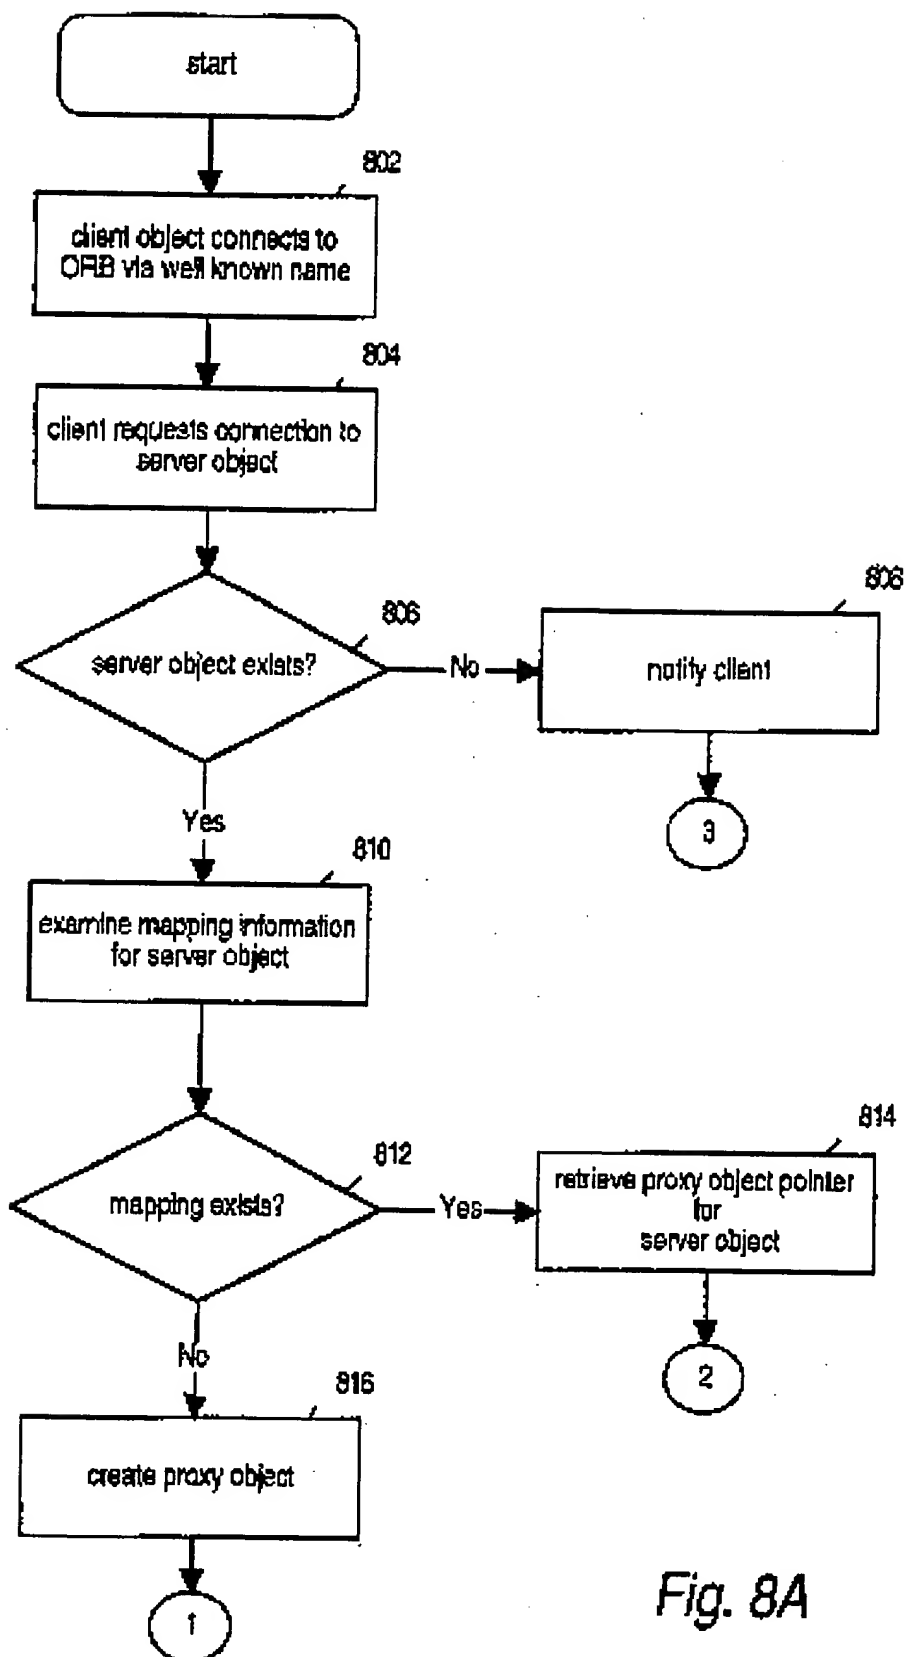 start
802
client object connects to
ORB via well known name
804
client requests connection to
server object
806
server object exists?
No
808
notify client
3
Yes
810
examine mapping information
for server object
812
mapping exists?
Yes
814
retrieve proxy object pointer
for
server object
2
No
816
create proxy object
1
Fig. 8A